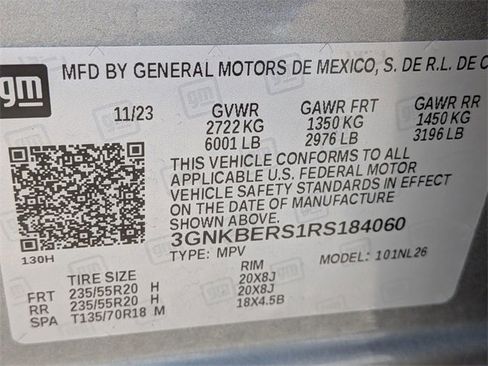 gm
MFD BY GENERAL MOTORS DE MEXICO, S. DE R.L. DE C
11/23 GVWR GAWR FRT GAWR RR
2722 KG 1350 KG 1450 KG
6001 LB 2976 LB 3196 LB
THIS VEHICLE CONFORMS TO ALL
APPLICABLE U.S. FEDERAL MOTOR
VEHICLE SAFETY STANDARDS IN EFFECT
ON THE DATE OF MANUFACTURE
SHOWN ABOVE.
130H 3GNKBERS1RS184060
TYPE: MPV MODEL: 101NL26
TIRE SIZE RIM
FRT 235/55R20 H 20X8J
RR 235/55R20 H 20X8J
SPA T135/70R18 M 18X4.5B